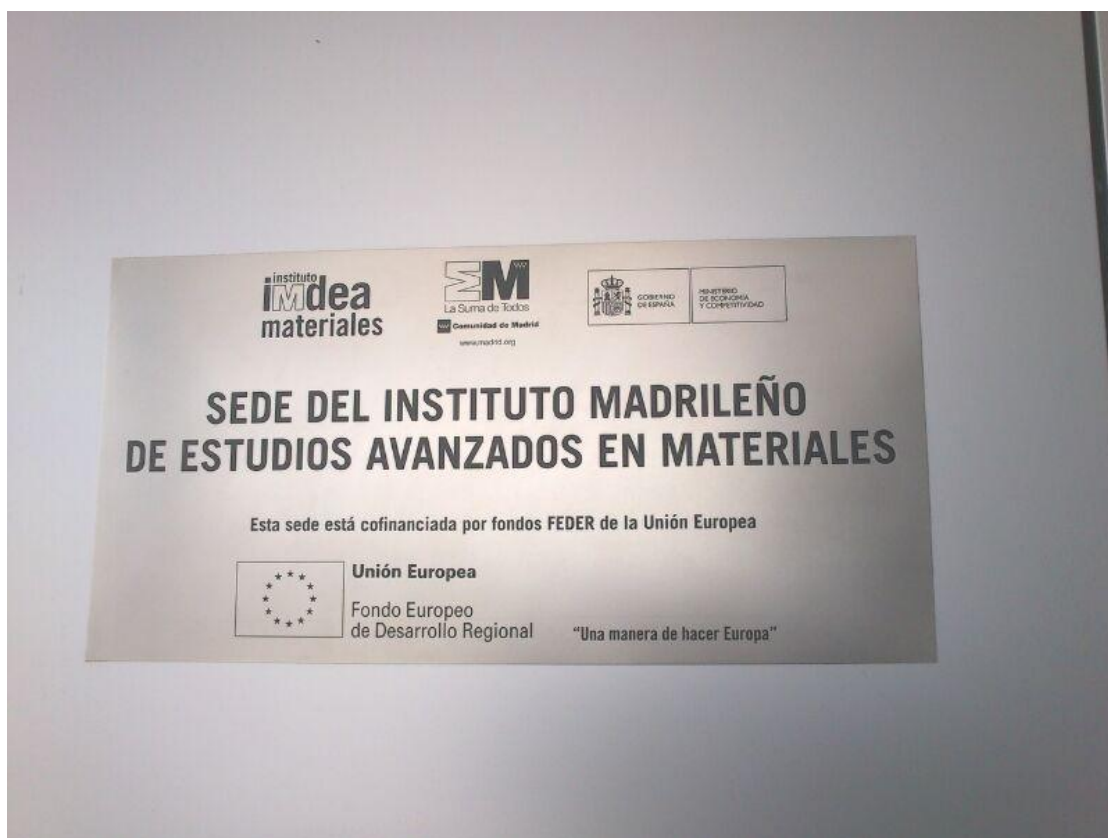 instituto
imdea
materiales
La Suma de Todos
Comunidad de Madrid
www.madrid.org
GOBIERNO
DE ESPAÑA
MINISTERIO
DE ECONOMÍA
Y COMPETITIVIDAD
SEDE DEL INSTITUTO MADRILEÑO
DE ESTUDIOS AVANZADOS EN MATERIALES
Esta sede está cofinanciada por fondos FEDER de la Unión Europea
Unión Europea
Fondo Europeo
de Desarrollo Regional
"Una manera de hacer Europa"